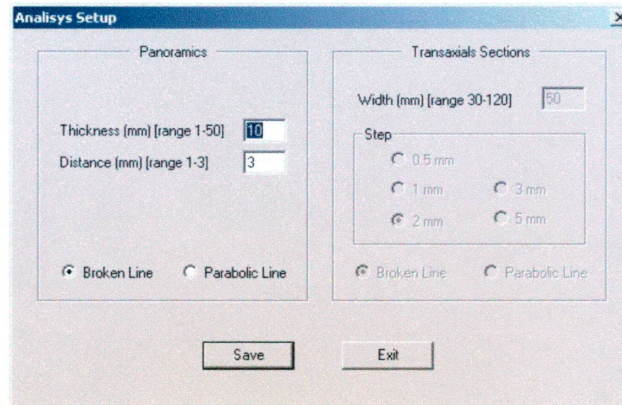 Analisys Setup
Panoramics
Thickness (mm) [range 1-50] 10
Distance (mm) [range 1-3] 3
Broken Line Parabolic Line
Transaxials Sections
Width (mm) [range 30-120] 50
Step
0.5 mm
1 mm 3 mm
2 mm 5 mm
Broken Line Parabolic Line
Save Exit